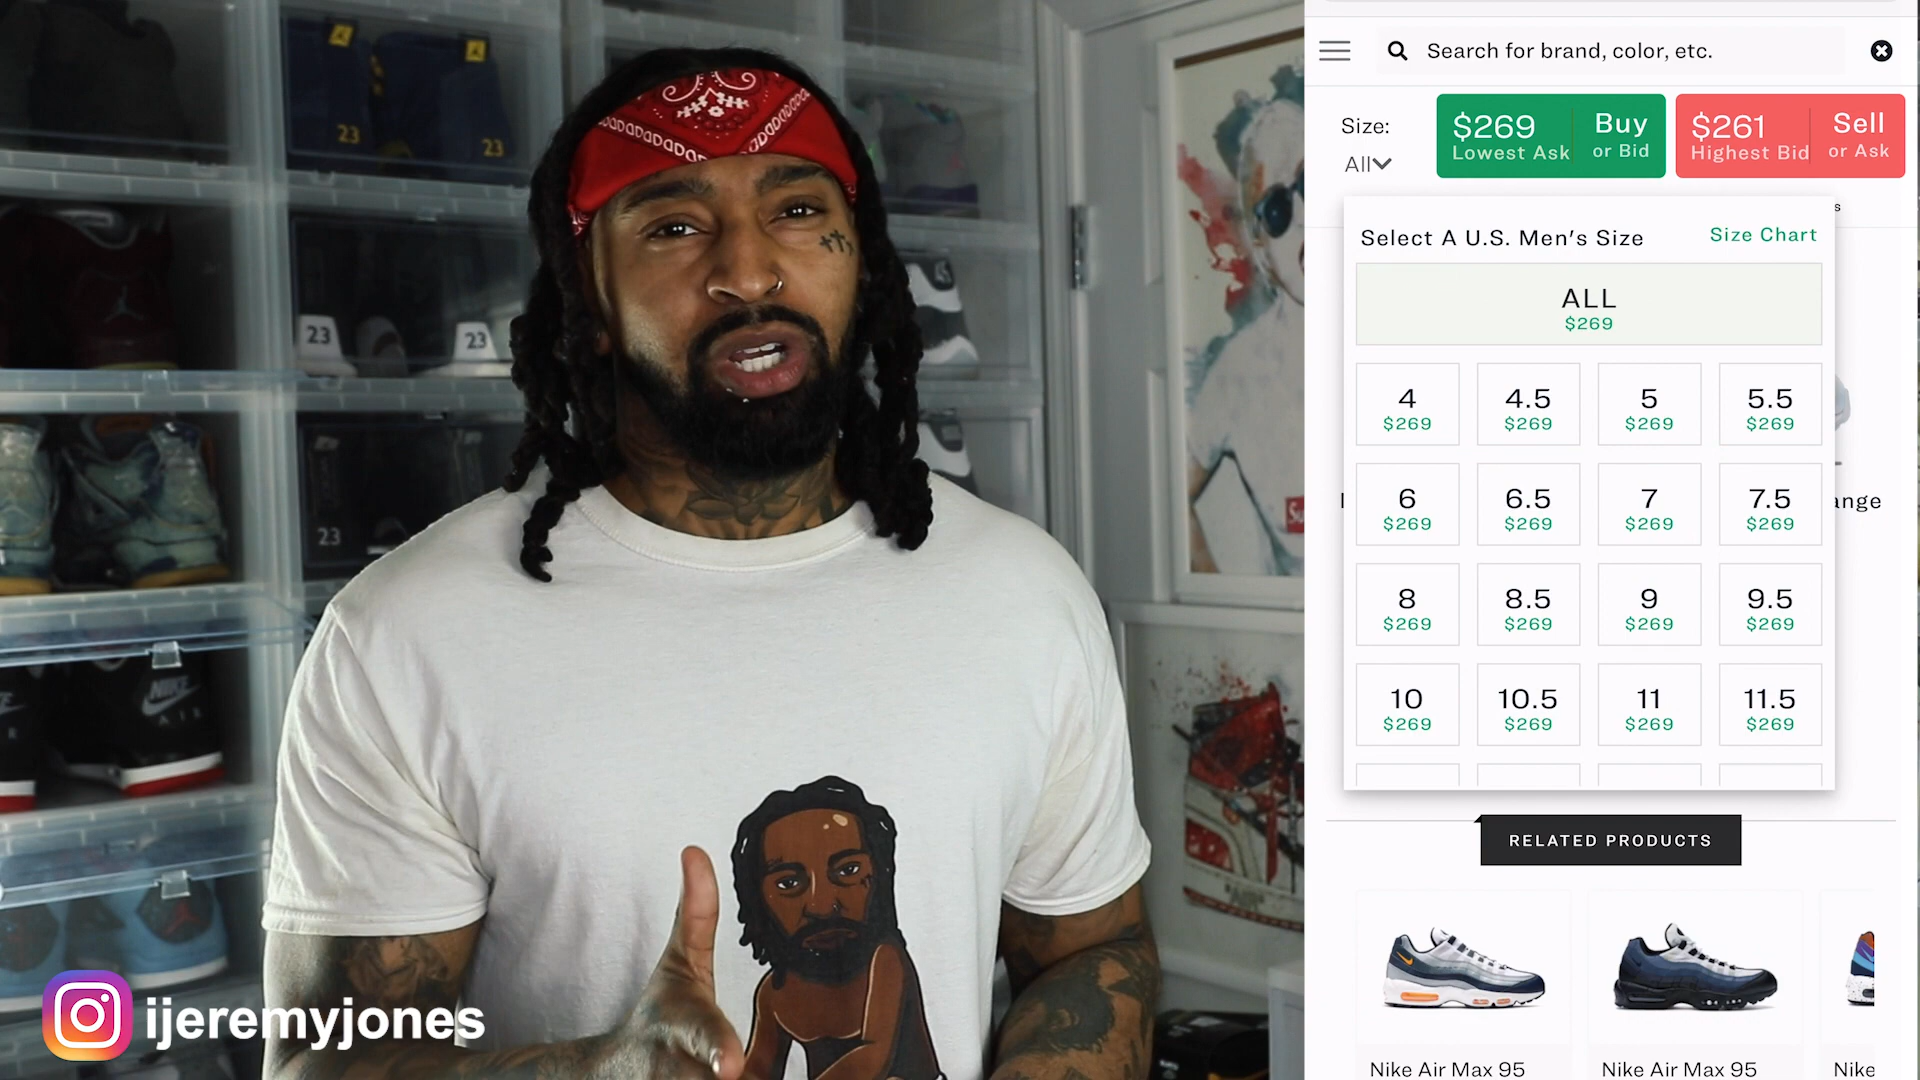 23
23
23
23
23
45
NIKE
AIR
ijeremyjones
Search for brand, color, etc.
Size:
All
$269
Lowest Ask
Buy
or Bid
$261
Highest Bid
Sell
or Ask
Select A U.S. Men's Size
Size Chart
ALL
$269
4
$269
4.5
$269
5
$269
5.5
$269
6
$269
6.5
$269
7
$269
7.5
$269
8
$269
8.5
$269
9
$269
9.5
$269
10
$269
10.5
$269
11
$269
11.5
$269
RELATED PRODUCTS
Nike Air Max 95
Nike Air Max 95
Nike